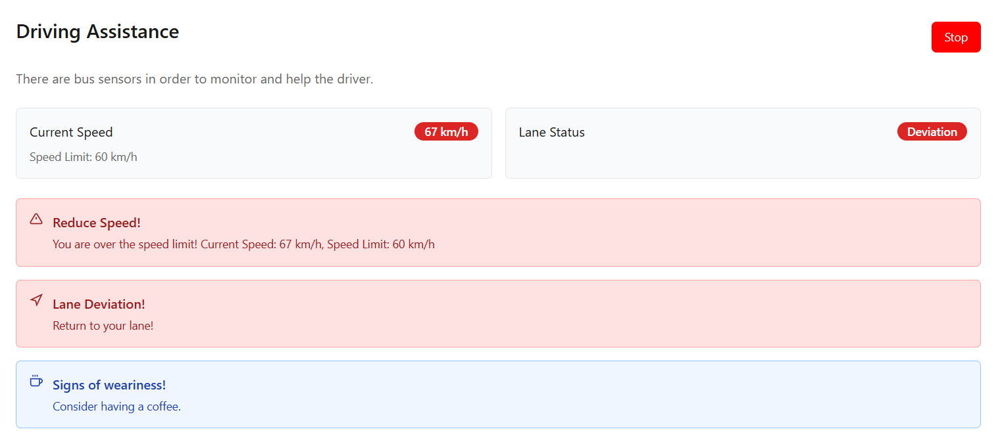 Driving Assistance
Stop
There are bus sensors in order to monitor and help the driver.
Current Speed
67 km/h
Speed Limit: 60 km/h
Lane Status
Deviation
Reduce Speed!
You are over the speed limit! Current Speed: 67 km/h, Speed Limit: 60 km/h
Lane Deviation!
Return to your lane!
Signs of weariness!
Consider having a coffee.